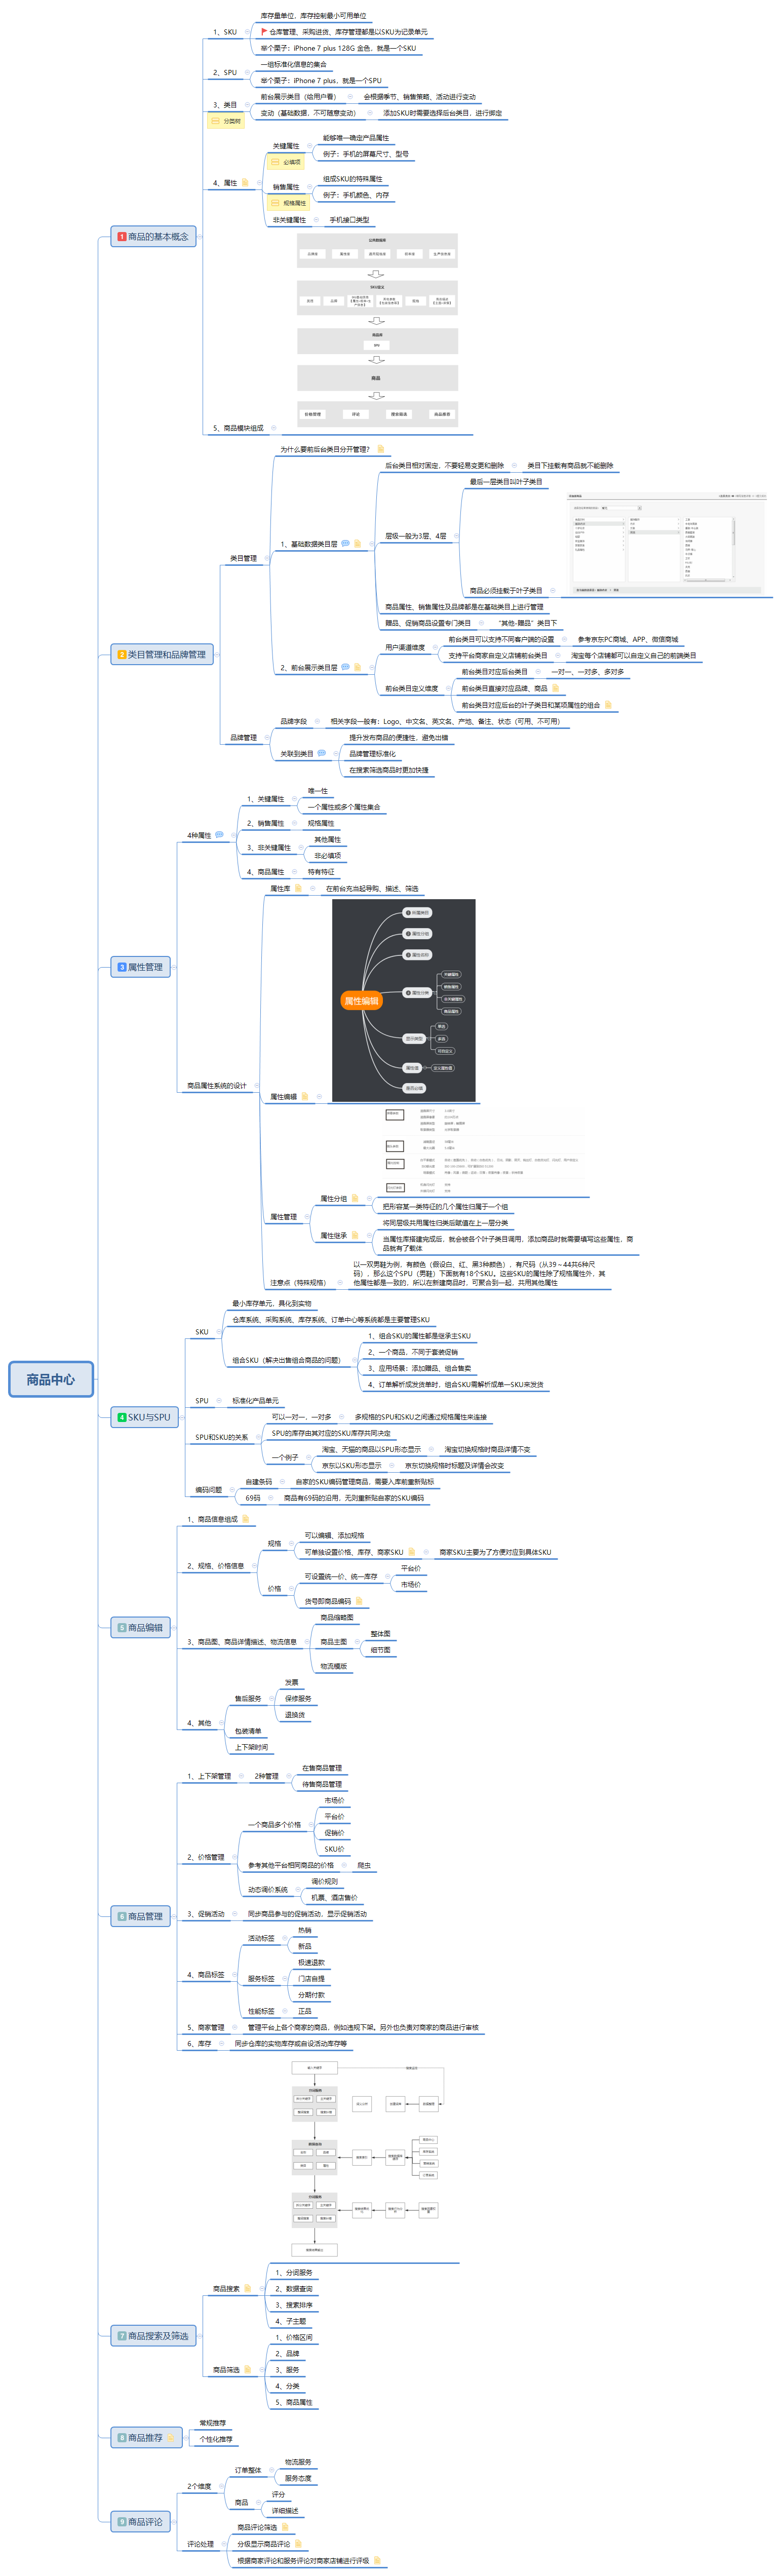 商品中心
1 商品的基本概念
1、SKU
库存量单位，库存控制最小可用单位
仓库管理、采购进货、库存管理都是以SKU为记录单元
举个栗子：iPhone 7 plus 128G 金色，就是一个SKU
2、SPU
一组标准化信息的集合
举个栗子：iPhone 7 plus，就是一个SPU
3、类目
分类树
前台展示类目（给用户看）
会根据季节、销售策略、活动进行变动
变动（基础数据，不可随意变动）
添加SKU时需要选择后台类目，进行绑定
4、属性
关键属性
必填项
能够唯一确定产品属性
例子：手机的屏幕尺寸、型号
销售属性
规格属性
组成SKU的特殊属性
例子：手机颜色、内存
非关键属性
手机接口类型
5、商品模块组成
SPU
商品
价格管理
评论
商品推荐
2 类目管理和品牌管理
类目管理
为什么要前后台类目分开管理？
1、基础数据类目层
后台类目相对固定，不要轻易变更和删除
类目下挂载有商品就不能删除
层级一般为3层、4层
最后一层类目叫叶子类目
商品必须挂载于叶子类目
商品属性、销售属性及品牌都是在基础类目上进行管理
赠品、促销商品设置专门类目
“其他-赠品”类目下
2、前台展示类目层
用户渠道维度
前台类目可以支持不同客户端的设置
参考京东PC商城、APP、微信商城
支持平台商家自定义店铺前台类目
淘宝每个店铺都可以自定义自己的前端类目
前台类目定义维度
前台类目对应后台类目
一对一、一对多、多对多
前台类目直接对应品牌、商品
前台类目对应后台的叶子类目和某项属性的组合
品牌管理
品牌字段
相关字段一般有：Logo、中文名、英文名、产地、备注、状态（可用、不可用）
关联到类目
提升发布商品的便捷性，避免出错
品牌管理标准化
在搜索筛选商品时更加快捷
3 属性管理
4种属性
1、关键属性
唯一性
一个属性或多个属性集合
2、销售属性
规格属性
3、非关键属性
其他属性
非必填项
4、商品属性
特有特征
商品属性系统的设计
属性库
在前台充当起导购、描述、筛选
属性编辑
属性编辑
所属类别
属性分组
属性名称
属性分类
关键属性
销售属性
非关键属性
商品属性
显示类型
单选
多选
可自定义
属性值
定义属性值
是否必填
属性管理
属性分组
把形容某一类特征的几个属性归属于一个组
属性继承
将同层级共用属性归类后赋值在上一层分类
当属性库搭建完成后，就会被各个叶子类目调用，添加商品时就需要填写这些属性，商
品就有了载体
注意点（特殊规格）
以一双男鞋为例，有颜色（假设白、红、黑3种颜色），有尺码（从39～44共6种尺
码），那么这个SPU（男鞋）下面就有18个SKU。这些SKU的属性除了规格属性外，其
他属性都是一致的，所以在新建商品时，可聚合到一起，共用其他属性
4 SKU与SPU
SKU
最小库存单元，具化到实物
仓库系统、采购系统、库存系统、订单中心等系统都是主要管理SKU
组合SKU（解决出售组合商品的问题）
1、组合SKU的属性都是继承主SKU
2、一个商品，不同于套装促销
3、应用场景：添加赠品、组合售卖
4、订单解析成发货单时，组合SKU需解析成单一SKU来发货
SPU
标准化产品单元
SPU和SKU的关系
可以一对一，一对多
多规格的SPU和SKU之间通过规格属性来连接
SPU的库存由其对应的SKU库存共同决定
一个例子
淘宝、天猫的商品以SPU形态显示
淘宝切换规格时商品详情不变
京东以SKU形态显示
京东切换规格时标题及详情会改变
编码问题
自建条码
自家的SKU编码管理商品，需要入库前重新贴标
69码
商品有69码的沿用，无则重新贴自家的SKU编码
5 商品编辑
1、商品信息组成
2、规格、价格信息
规格
可以编辑、添加规格
可单独设置价格、库存、商家SKU
商家SKU主要为了方便对应到具体SKU
价格
可设置统一价，统一库存
平台价
市场价
货号即商品编码
3、商品图、商品详情描述、物流信息
商品缩略图
商品主图
整体图
细节图
物流模版
4、其他
售后服务
发票
保修服务
退换货
包装清单
上下架时间
6 商品管理
1、上下架管理
2种管理
在售商品管理
待售商品管理
2、价格管理
一个商品多个价格
市场价
平台价
促销价
SKU价
参考其他平台相同商品的价格
爬虫
动态调价系统
调价规则
机票、酒店售价
3、促销活动
同步商品参与的促销活动，显示促销活动
4、商品标签
活动标签
热销
新品
服务标签
极速退款
门店自提
分期付款
性能标签
正品
5、商家管理
管理平台上各个商家的商品，例如违规下架。另外也负责对商家的商品进行审核
6、库存
同步仓库的实物库存或自设活动库存等
7 商品搜索及筛选
商品搜索
1、分词服务
2、数据查询
3、搜索排序
4、子主题
商品筛选
1、价格区间
2、品牌
3、服务
4、分类
5、商品属性
8 商品推荐
常规推荐
个性化推荐
9 商品评论
2个维度
订单整体
物流服务
服务态度
商品
评分
详细描述
评论处理
商品评论筛选
分级显示商品评论
根据商家评论和服务评论对商家店铺进行评级